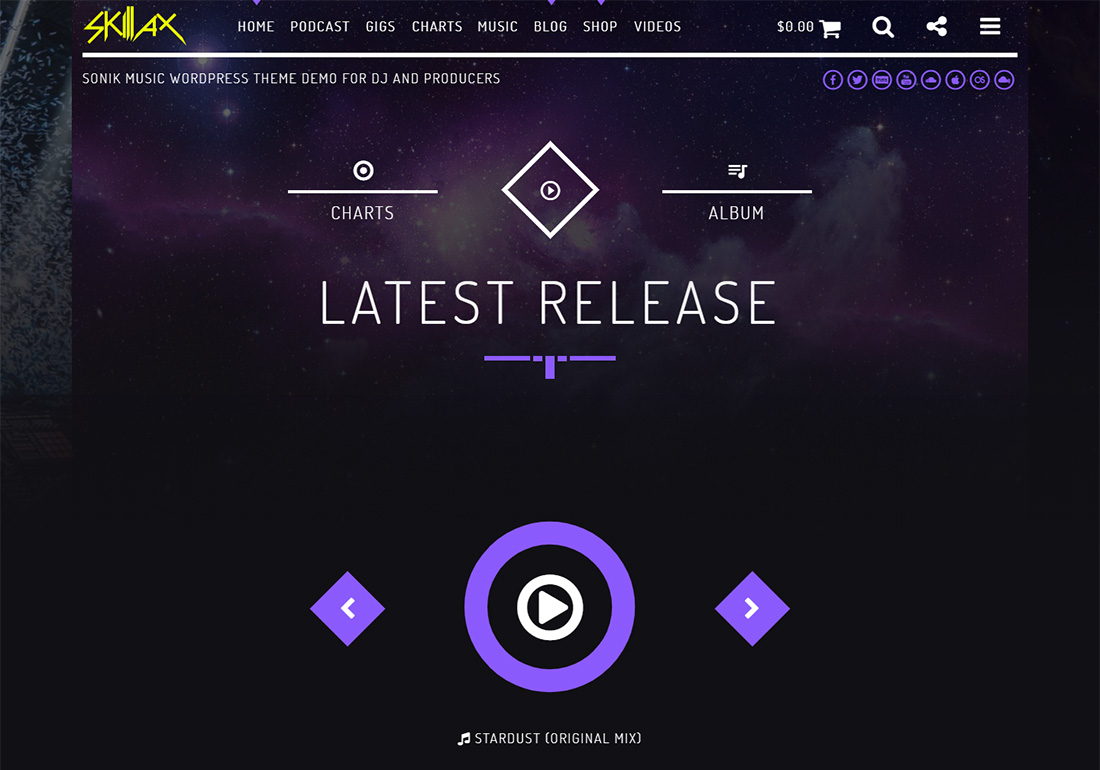 SKillAX
HOME PODCAST GIGS CHARTS MUSIC BLOG SHOP VIDEOS $0.00
SONIK MUSIC WORDPRESS THEME DEMO FOR DJ AND PRODUCERS
CHARTS
ALBUM
LATEST RELEASE
STARDUST (ORIGINAL MIX)